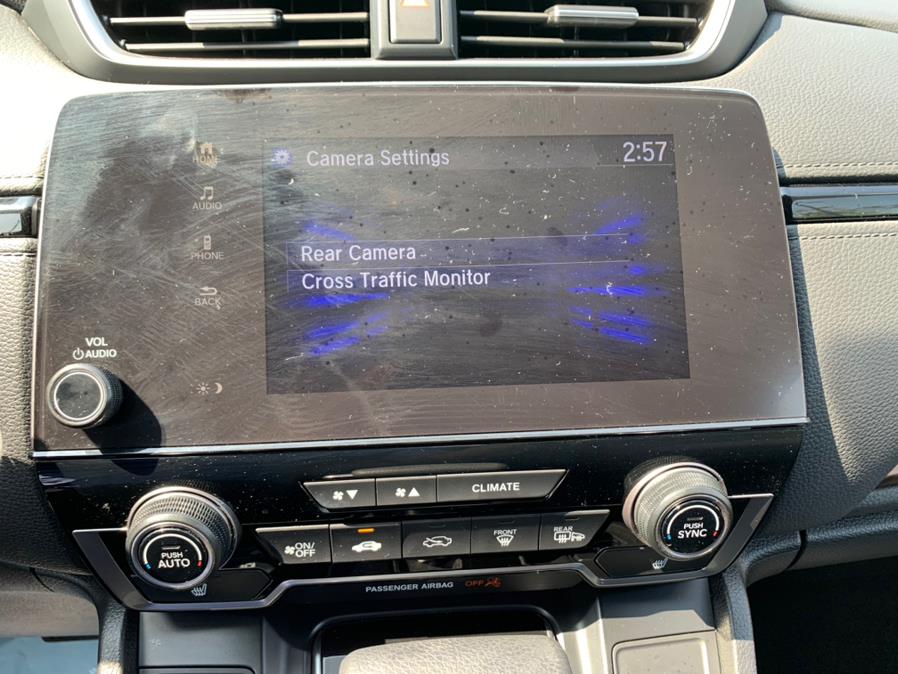 Camera Settings 2:57
HOME
AUDIO
PHONE
BACK
Rear Camera
Cross Traffic Monitor
VOL
AUDIO
CLIMATE
PUSH
AUTO
ON/
OFF
FRONT
REAR
PUSH
SYNC
PASSENGER AIRBAG OFF